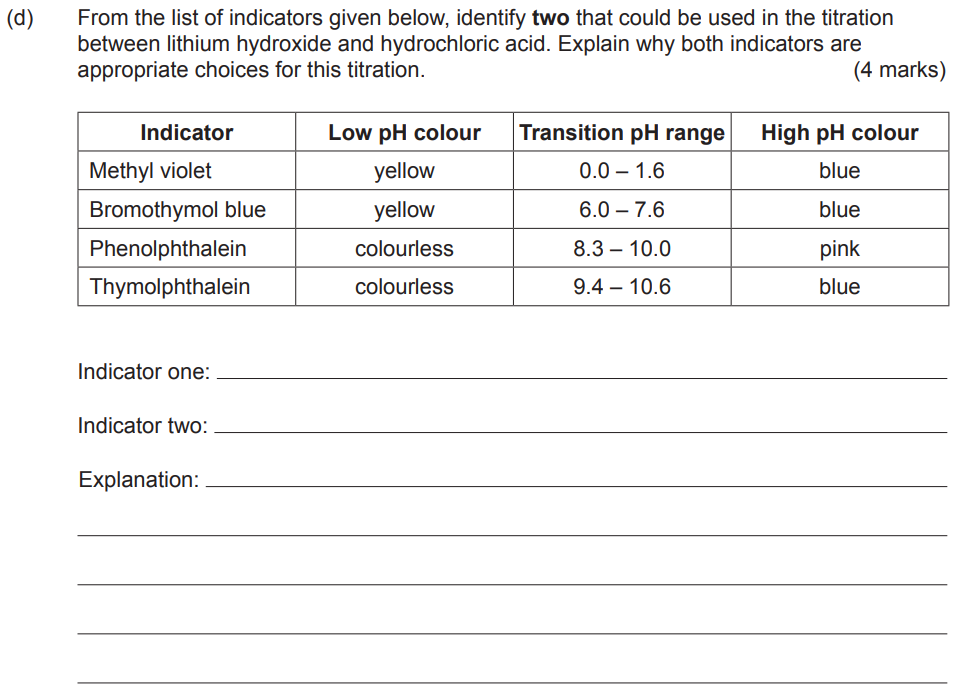 (d) From the list of indicators given below, identify two that could be used in the titration
between lithium hydroxide and hydrochloric acid. Explain why both indicators are
appropriate choices for this titration. (4 marks)
Indicator Low pH colour Transition pH range High pH colour
Methyl violet yellow 0.0 – 1.6 blue
Bromothymol blue yellow 6.0 – 7.6 blue
Phenolphthalein colourless 8.3 – 10.0 pink
Thymolphthalein colourless 9.4 – 10.6 blue
Indicator one:
Indicator two:
Explanation: